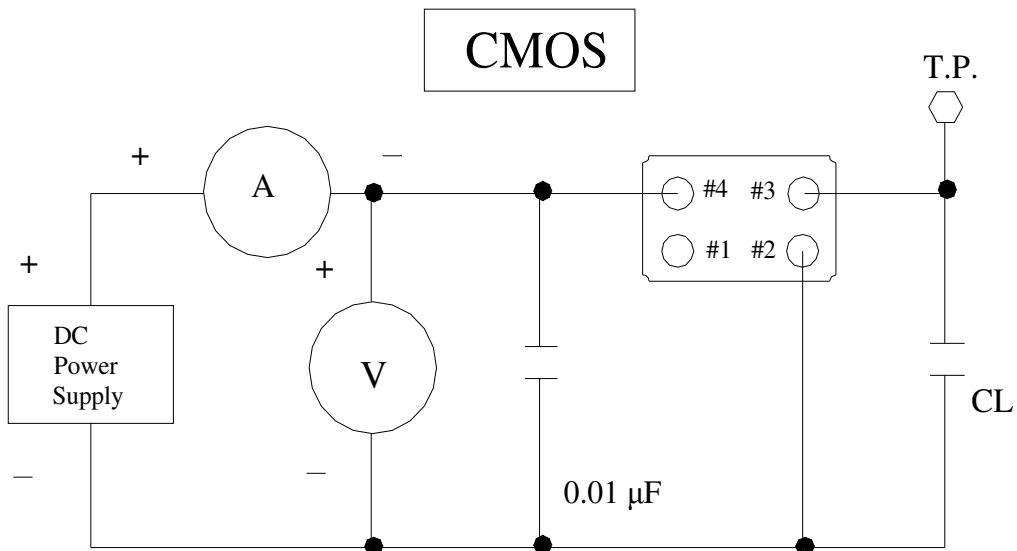 CMOS
T.P.
+
–
A
#4 #3
+
+
#1 #2
DC
Power
Supply
V
CL
–
–
0.01 μF